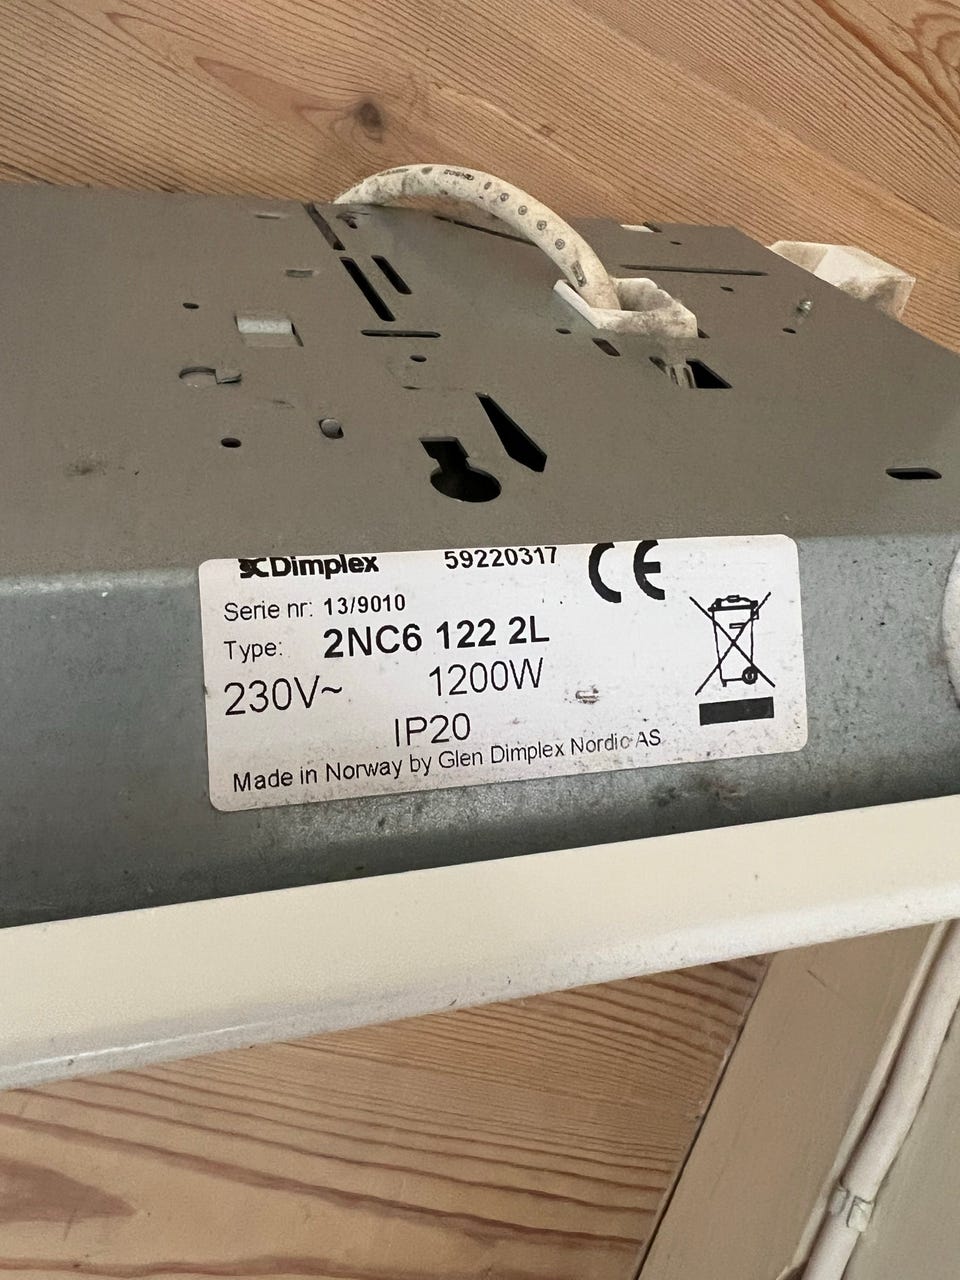 Dimplex 59220317 CE
Serie nr: 13/9010
Type: 2NC6 122 2L
230V~ 1200W
IP20
Made in Norway by Glen Dimplex Nordic AS